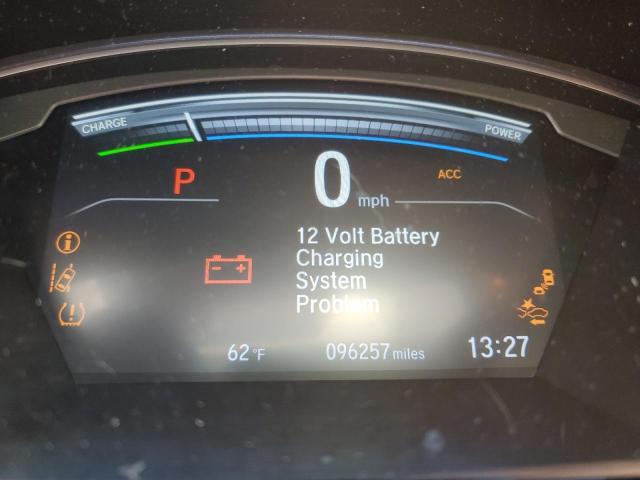 CHARGE
POWER
P
0 mph
ACC
12 Volt Battery
Charging
System
Problem
62°F
096257 miles
13:27